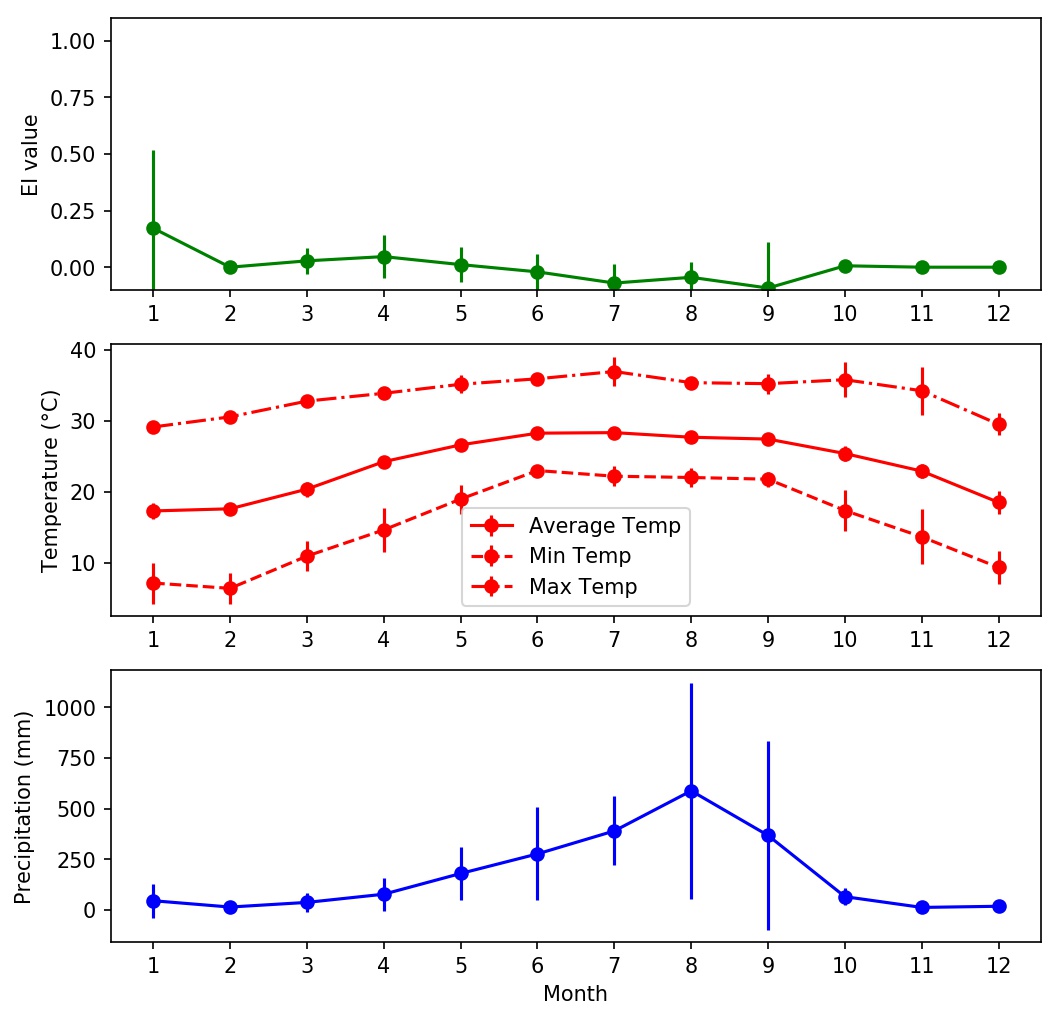 EI value
1.00
0.75
0.50
0.25
0.00
1 2 3 4 5 6 7 8 9 10 11 12
Temperature (°C)
40
30
20
10
Average Temp
Min Temp
Max Temp
1 2 3 4 5 6 7 8 9 10 11 12
Precipitation (mm)
1000
750
500
250
0
1 2 3 4 5 6 7 8 9 10 11 12
Month